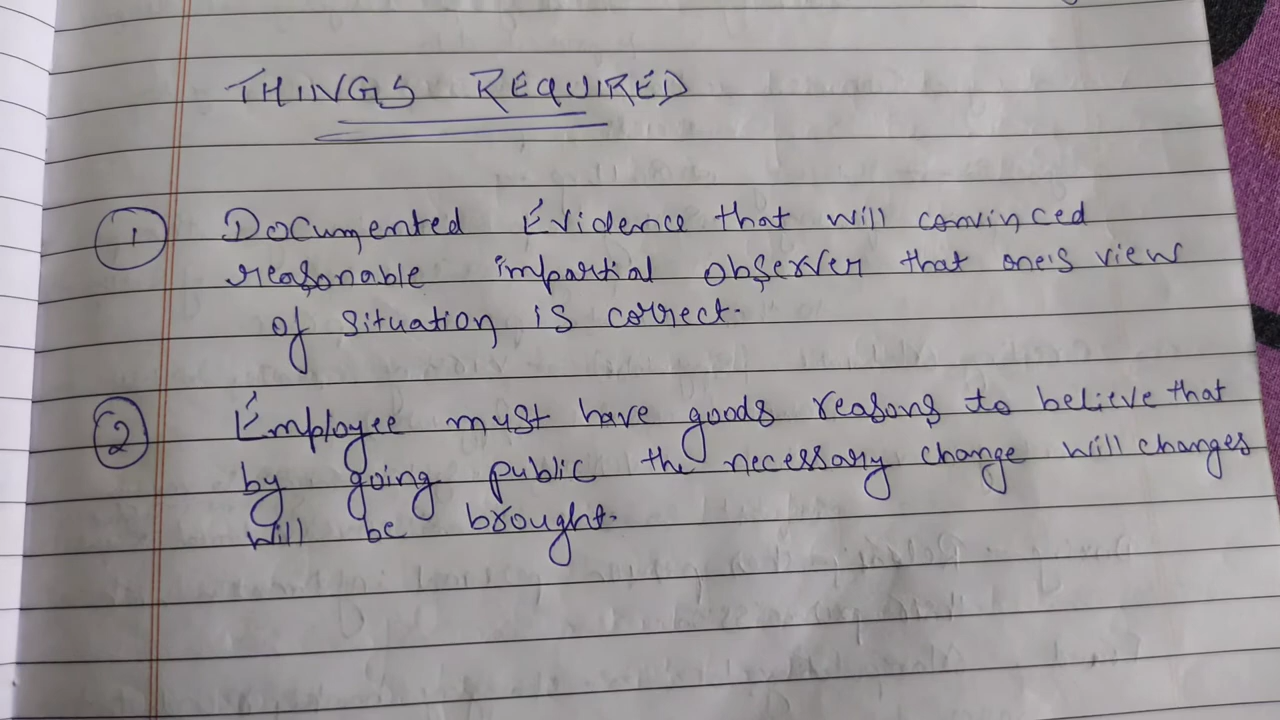 THINGS REQUIRED
1 Documented Evidence that will convinced
reasonable impartial observer that one's view
of situation is correct.
2 Employee must have goods reasons to believe that
by going public the necessary change will changes
will be brought.